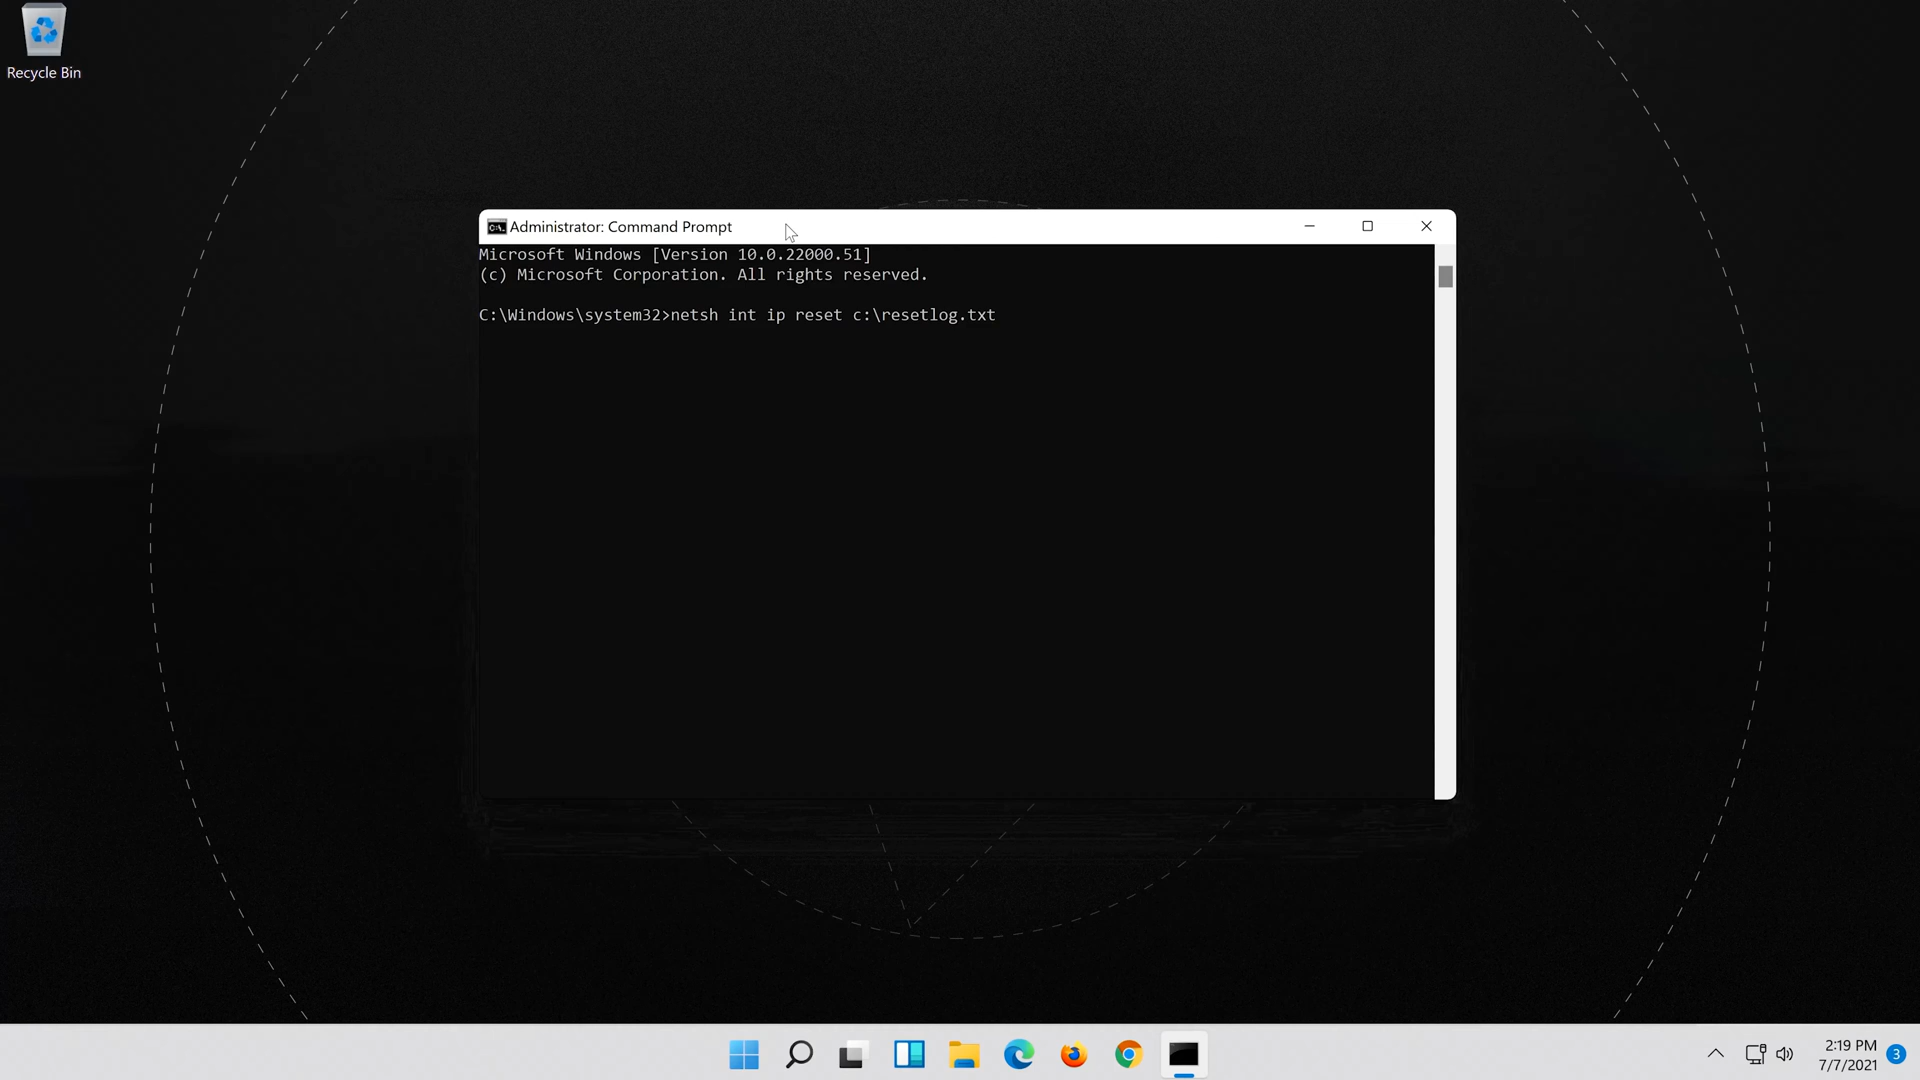 Recycle Bin
Administrator: Command Prompt
Microsoft Windows [Version 10.0.22000.51]
(c) Microsoft Corporation. All rights reserved.
C:\Windows\system32>netsh int ip reset c:\resetlog.txt
2:19 PM
7/7/2021
3